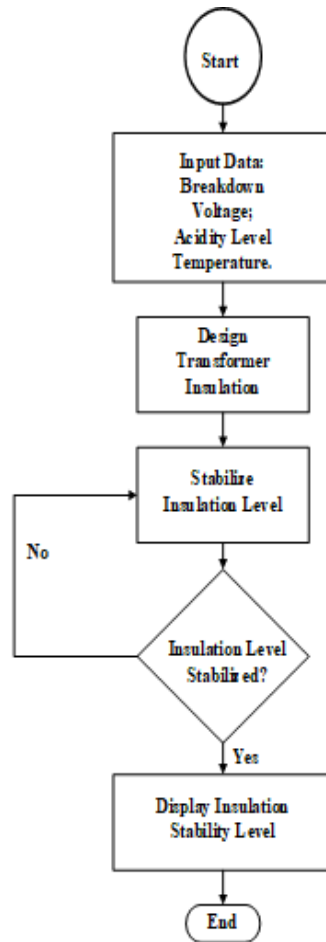 Start
Input Data:
Breakdown
Voltage;
Acidity Level
Temperature.
Design
Transformer
Insulation
Stabilize
Insulation Level
No
Insulation Level
Stabilized?
Yes
Display Insulation
Stability Level
End